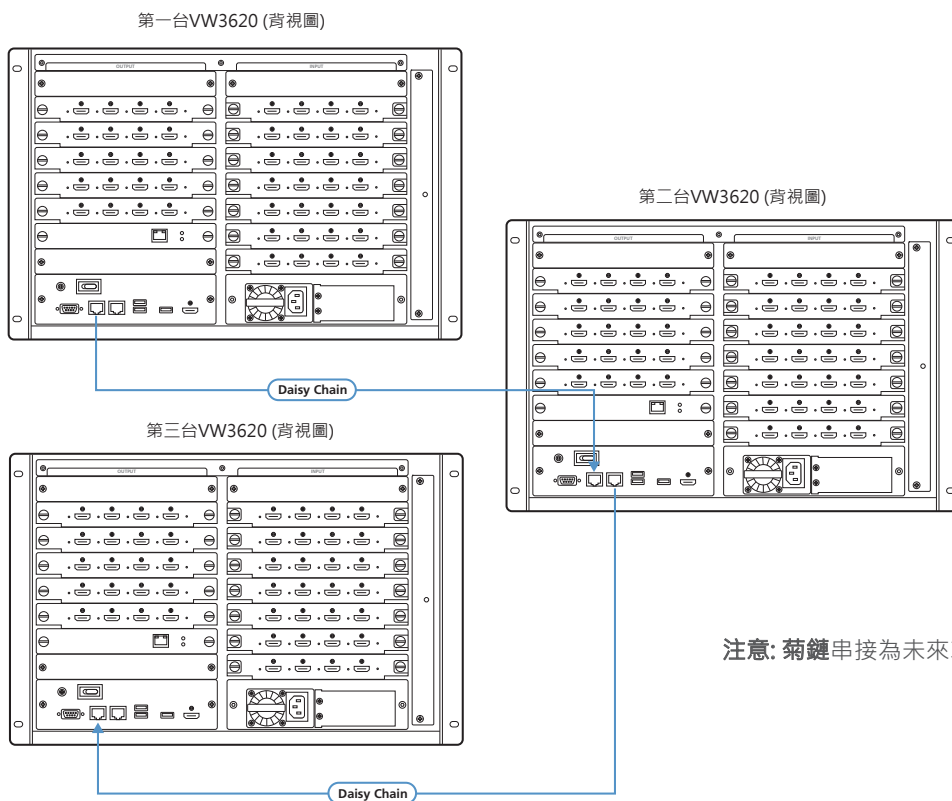 第一台VW3620 (背視圖)
OUTPUT
INPUT
第二台VW3620 (背視圖)
OUTPUT
INPUT
Daisy Chain
第三台VW3620 (背視圖)
OUTPUT
INPUT
注意: 菊鏈串接為未來
Daisy Chain